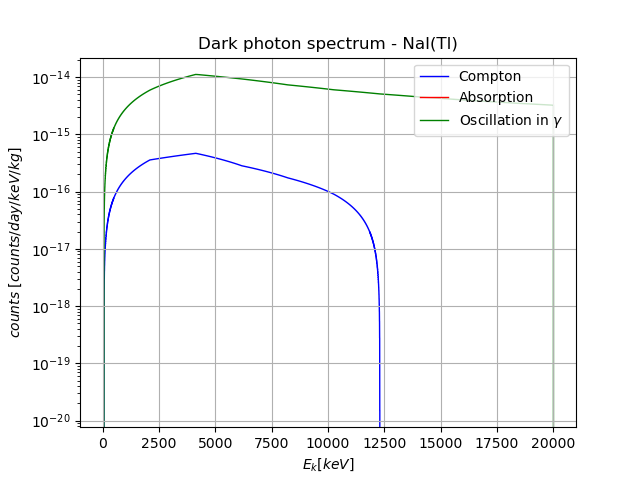 Dark photon spectrum - NaI(Tl)
Compton
Absorption
Oscillation in γ
10⁻¹⁴
10⁻¹⁵
10⁻¹⁶
10⁻¹⁷
10⁻¹⁸
10⁻¹⁹
10⁻²⁰
counts [counts/day/keV/kg]
0 2500 5000 7500 10000 12500 15000 17500 20000
E_k[keV]